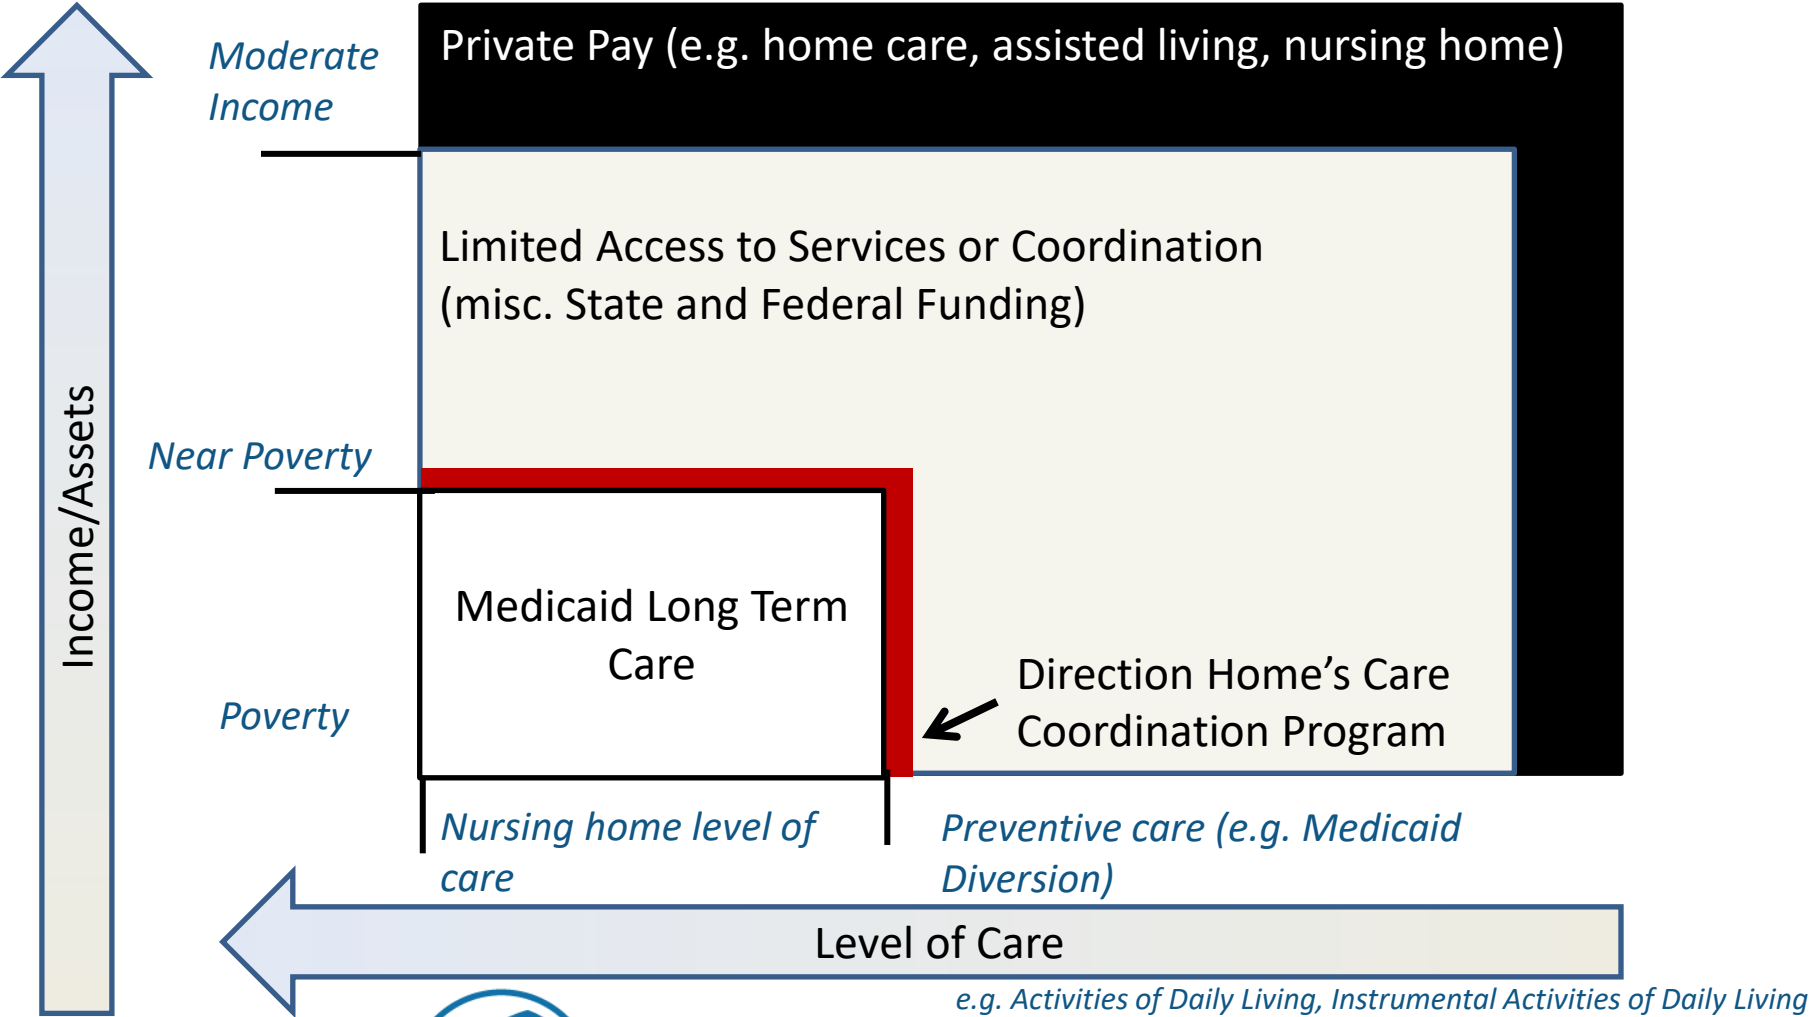 Moderate
Income
Private Pay (e.g. home care, assisted living, nursing home)
Limited Access to Services or Coordination
(misc. State and Federal Funding)
Income/Assets
Near Poverty
Medicaid Long Term
Care
Poverty
Direction Home’s Care
Coordination Program
Nursing home level of
care
Preventive care (e.g. Medicaid
Diversion)
Level of Care
e.g. Activities of Daily Living, Instrumental Activities of Daily Living